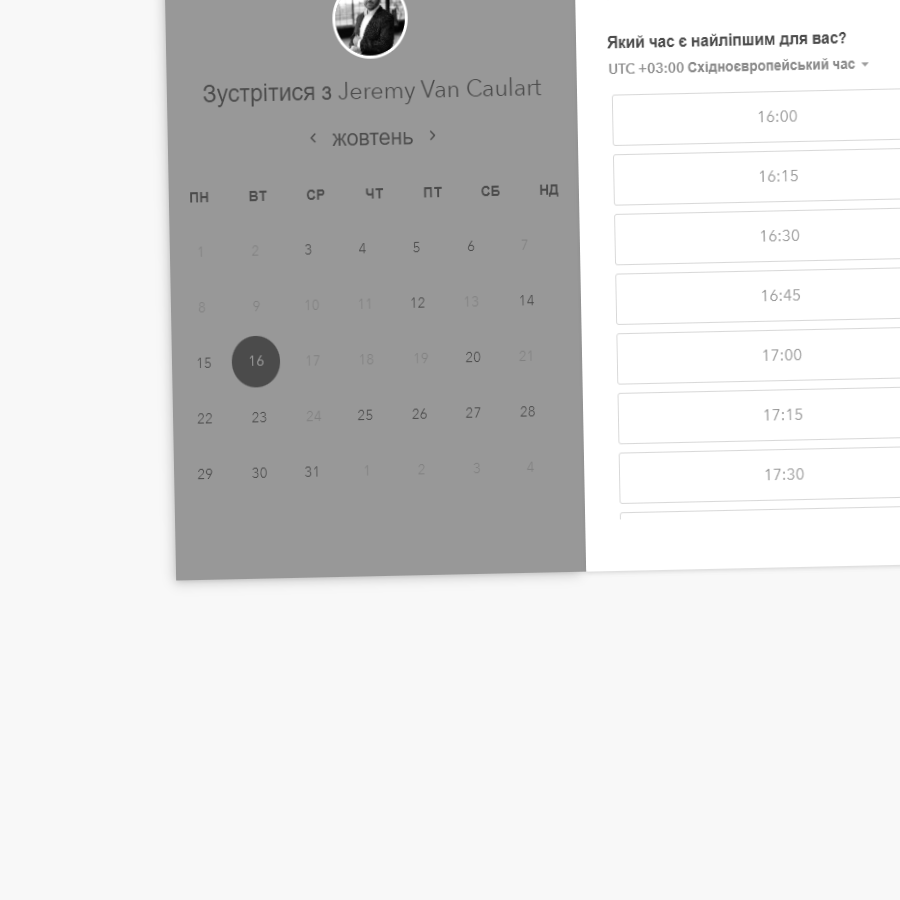 Зустрітися з Jeremy Van Caulart
жовтень
ПН ВТ СР ЧТ ПТ СБ НД
1 2 3 4 5 6 7
8 9 10 11 12 13 14
15 16 17 18 19 20 21
22 23 24 25 26 27 28
29 30 31 1 2 3 4
Який час є найліпшим для вас?
UTC +03:00 Східноєвропейський час
16:00
16:15
16:30
16:45
17:00
17:15
17:30